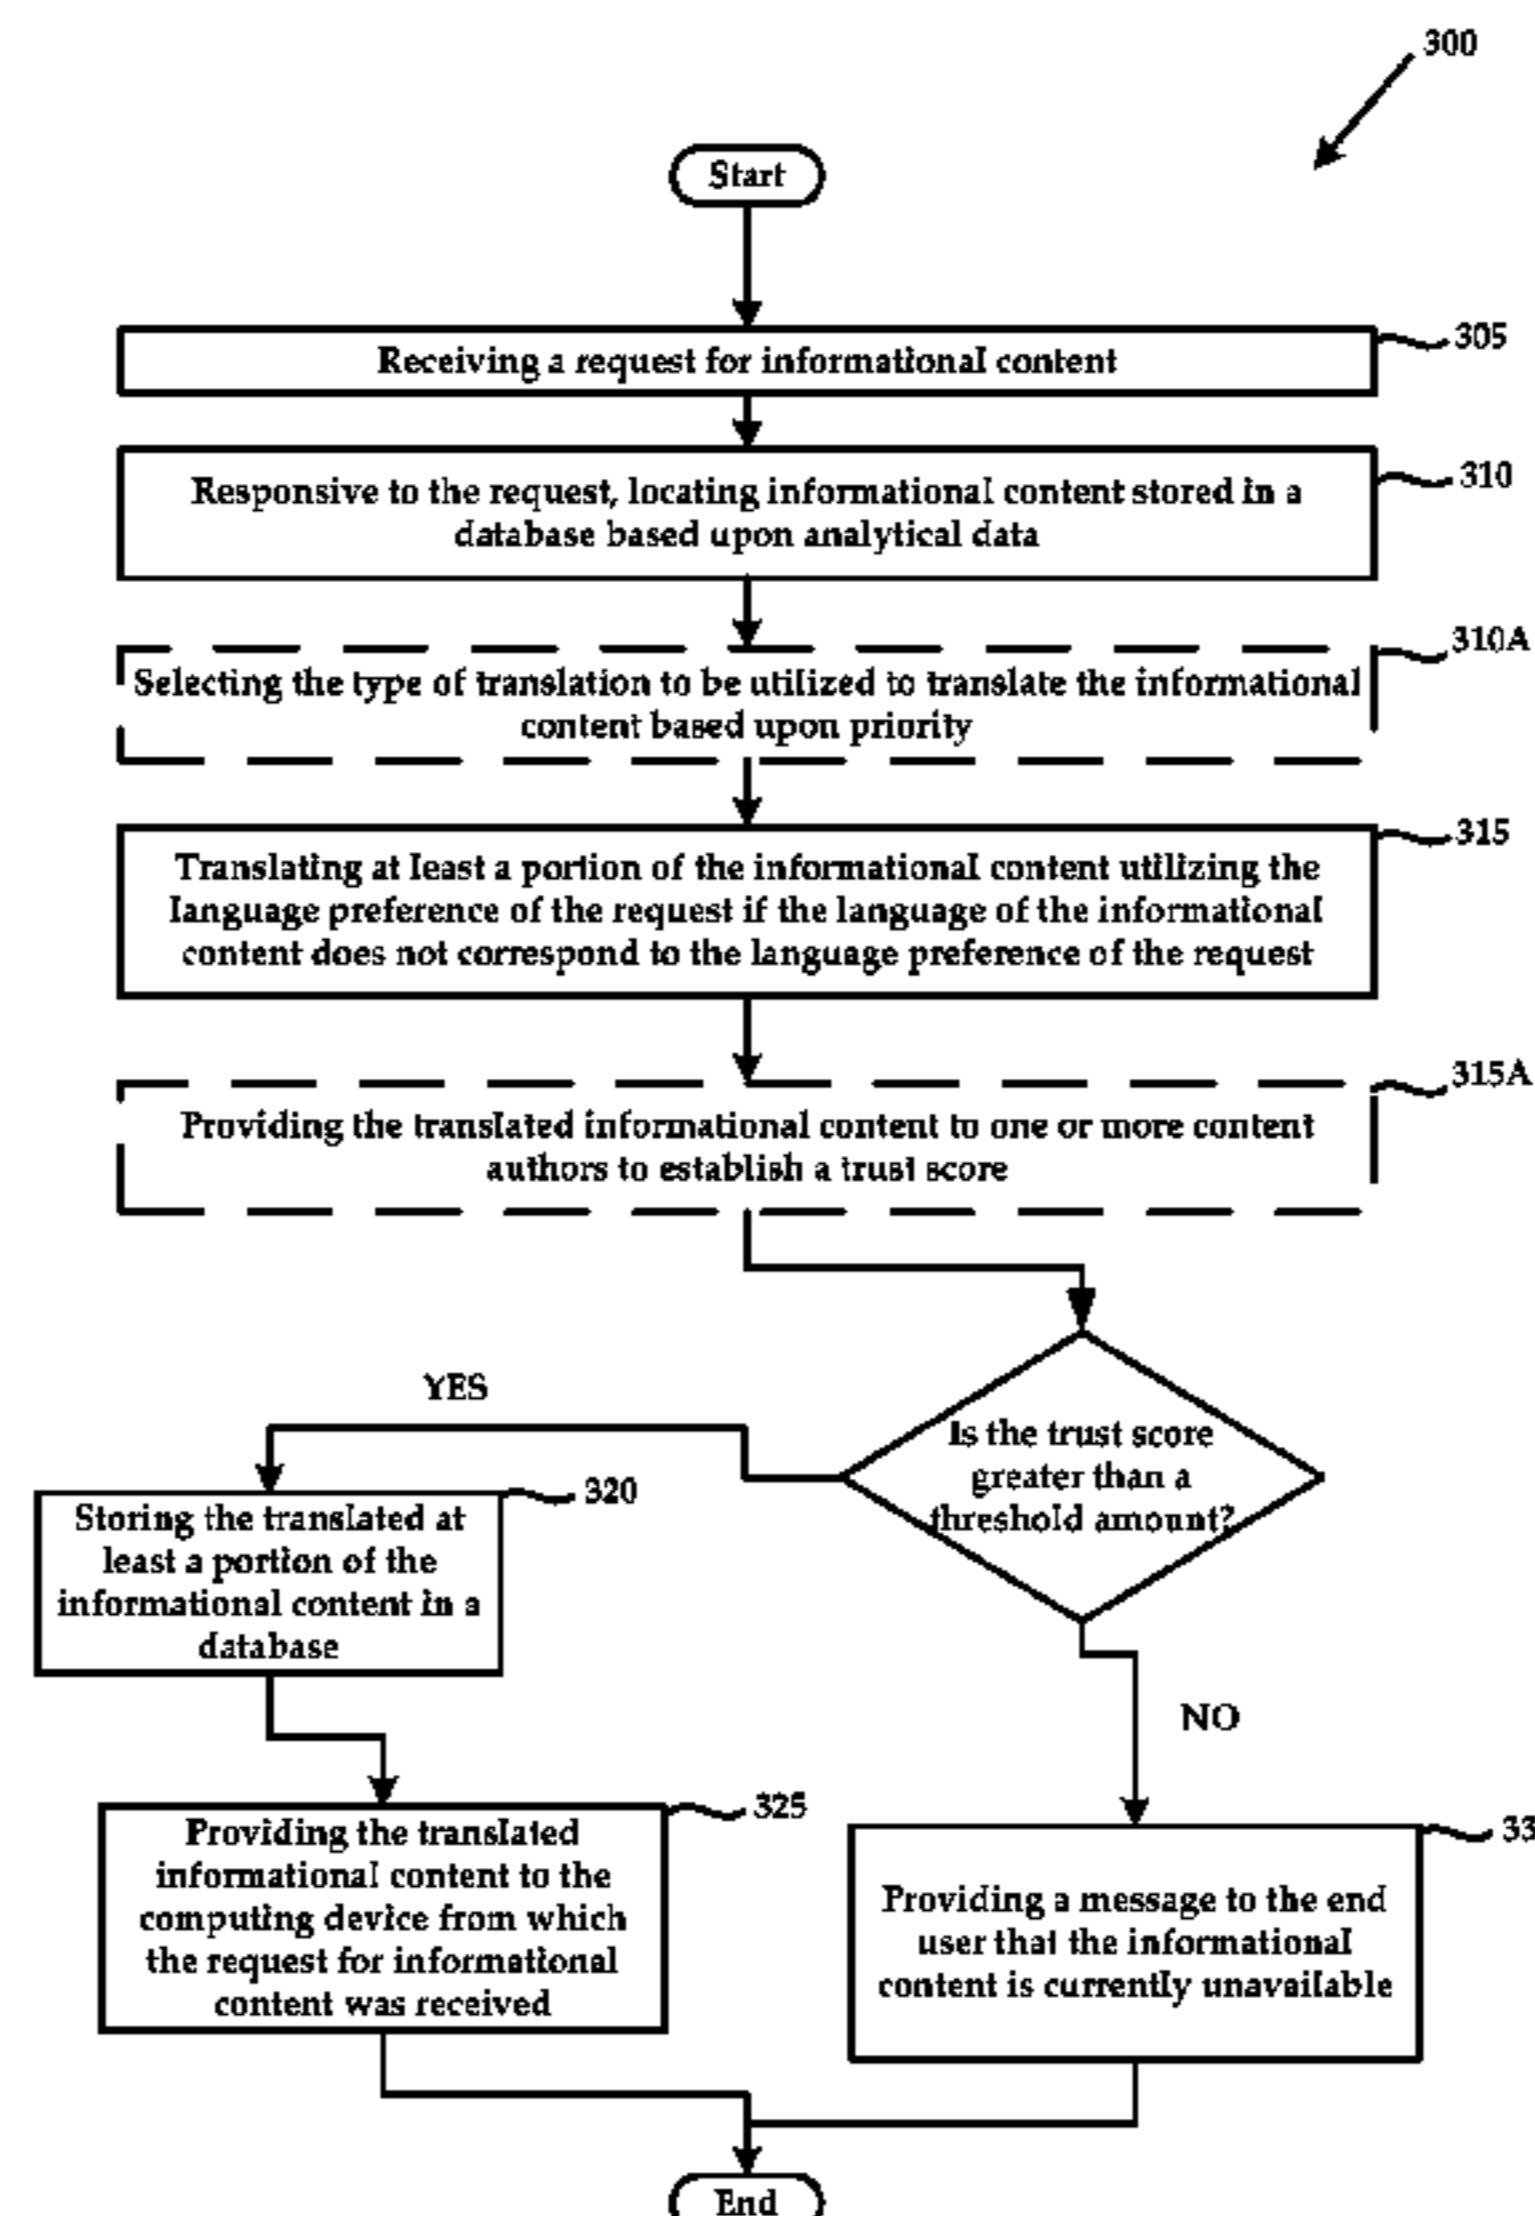 300
Start
305
Receiving a request for informational content
310
Responsive to the request, locating informational content stored in a
database based upon analytical data
310A
Selecting the type of translation to be utilized to translate the informational
content based upon priority
315
Translating at least a portion of the informational content utilizing the
language preference of the request if the language of the informational
content does not correspond to the language preference of the request
315A
Providing the translated informational content to one or more content
authors to establish a trust score
YES
Is the trust score
greater than a
threshold amount?
320
Storing the translated at
least a portion of the
informational content in a
database
NO
325
Providing the translated
informational content to the
computing device from which
the request for informational
content was received
33
Providing a message to the end
user that the informational
content is currently unavailable
End